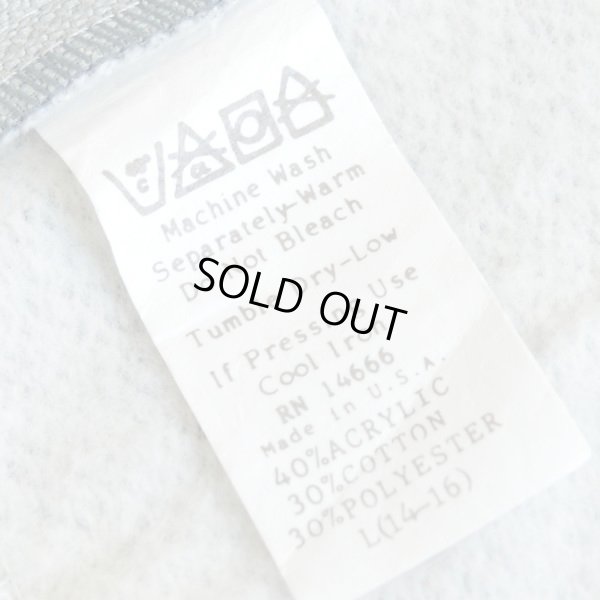 Machine Wash
Separately-Warm
Do Not Bleach
Tumble Dry-Low
If Pressing Use
Cool Iron
RN 14666
Made in U.S.A.
40%ACRYLIC
30%COTTON
30%POLYESTER
L(14-16)
SOLD OUT